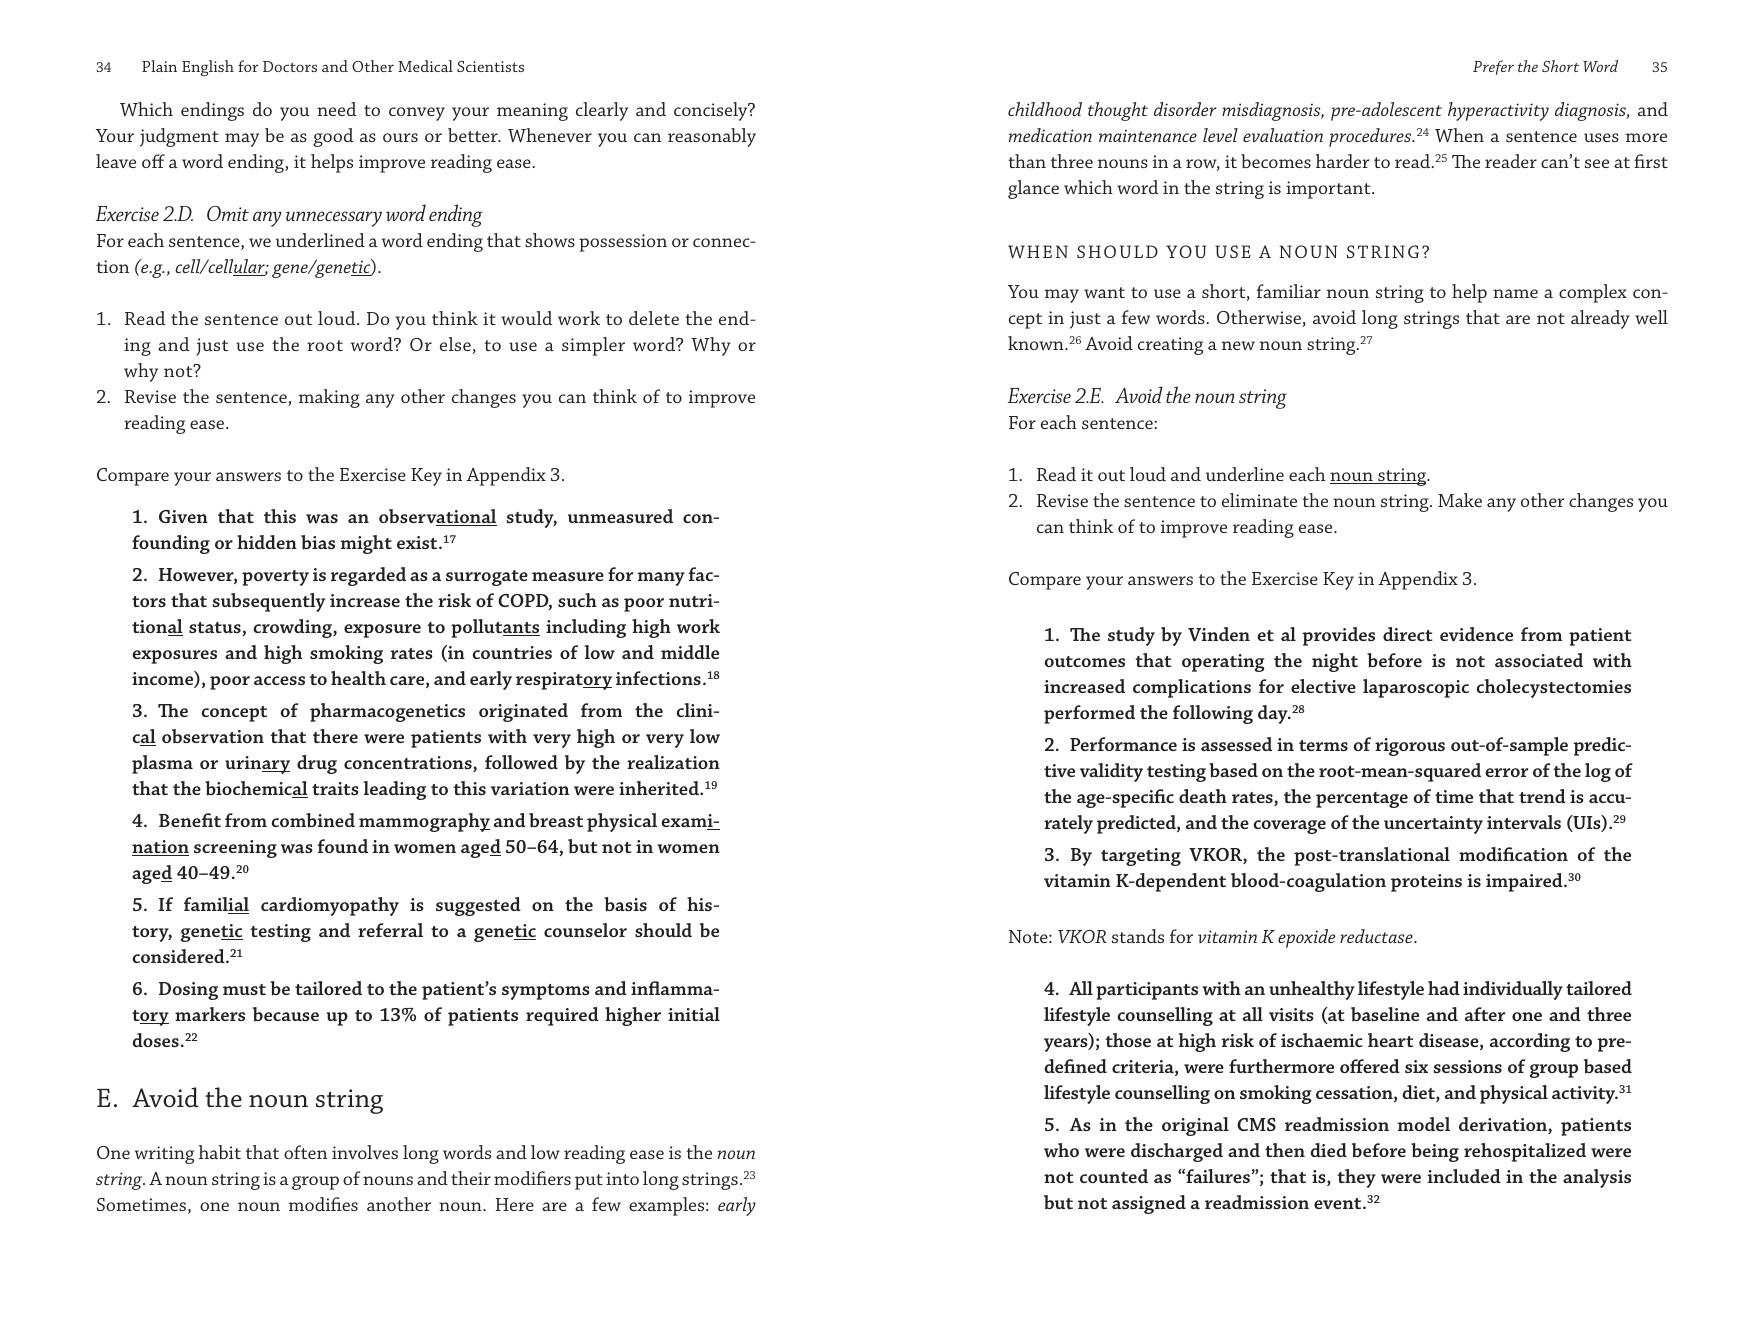 34 Plain English for Doctors and Other Medical Scientists
Which endings do you need to convey your meaning clearly and concisely?
Your judgment may be as good as ours or better. Whenever you can reasonably
leave off a word ending, it helps improve reading ease.
Exercise 2.D. Omit any unnecessary word ending
For each sentence, we underlined a word ending that shows possession or connec-
tion (e.g., cell/cellular; gene/genetic).
1. Read the sentence out loud. Do you think it would work to delete the end-
ing and just use the root word? Or else, to use a simpler word? Why or
why not?
2. Revise the sentence, making any other changes you can think of to improve
reading ease.
Compare your answers to the Exercise Key in Appendix 3.
1. Given that this was an observational study, unmeasured con-
founding or hidden bias might exist.¹⁷
2. However, poverty is regarded as a surrogate measure for many fac-
tors that subsequently increase the risk of COPD, such as poor nutri-
tional status, crowding, exposure to pollutants including high work
exposures and high smoking rates (in countries of low and middle
income), poor access to health care, and early respiratory infections.¹⁸
3. The concept of pharmacogenetics originated from the clini-
cal observation that there were patients with very high or very low
plasma or urinary drug concentrations, followed by the realization
that the biochemical traits leading to this variation were inherited.¹⁹
4. Benefit from combined mammography and breast physical exami-
nation screening was found in women aged 50–64, but not in women
aged 40–49.²⁰
5. If familial cardiomyopathy is suggested on the basis of his-
tory, genetic testing and referral to a genetic counselor should be
considered.²¹
6. Dosing must be tailored to the patient’s symptoms and inflamma-
tory markers because up to 13% of patients required higher initial
doses.²²
E. Avoid the noun string
One writing habit that often involves long words and low reading ease is the noun
string. A noun string is a group of nouns and their modifiers put into long strings.²³
Sometimes, one noun modifies another noun. Here are a few examples: early
Prefer the Short Word 35
childhood thought disorder misdiagnosis, pre-adolescent hyperactivity diagnosis, and
medication maintenance level evaluation procedures.²⁴ When a sentence uses more
than three nouns in a row, it becomes harder to read.²⁵ The reader can’t see at first
glance which word in the string is important.
WHEN SHOULD YOU USE A NOUN STRING?
You may want to use a short, familiar noun string to help name a complex con-
cept in just a few words. Otherwise, avoid long strings that are not already well
known.²⁶ Avoid creating a new noun string.²⁷
Exercise 2.E. Avoid the noun string
For each sentence:
1. Read it out loud and underline each noun string.
2. Revise the sentence to eliminate the noun string. Make any other changes you
can think of to improve reading ease.
Compare your answers to the Exercise Key in Appendix 3.
1. The study by Vinden et al provides direct evidence from patient
outcomes that operating the night before is not associated with
increased complications for elective laparoscopic cholecystectomies
performed the following day.²⁸
2. Performance is assessed in terms of rigorous out-of-sample predic-
tive validity testing based on the root-mean-squared error of the log of
the age-specific death rates, the percentage of time that trend is accu-
rately predicted, and the coverage of the uncertainty intervals (UIs).²⁹
3. By targeting VKOR, the post-translational modification of the
vitamin K-dependent blood-coagulation proteins is impaired.³⁰
Note: VKOR stands for vitamin K epoxide reductase.
4. All participants with an unhealthy lifestyle had individually tailored
lifestyle counselling at all visits (at baseline and after one and three
years); those at high risk of ischaemic heart disease, according to pre-
defined criteria, were furthermore offered six sessions of group based
lifestyle counselling on smoking cessation, diet, and physical activity.³¹
5. As in the original CMS readmission model derivation, patients
who were discharged and then died before being rehospitalized were
not counted as “failures”; that is, they were included in the analysis
but not assigned a readmission event.³²